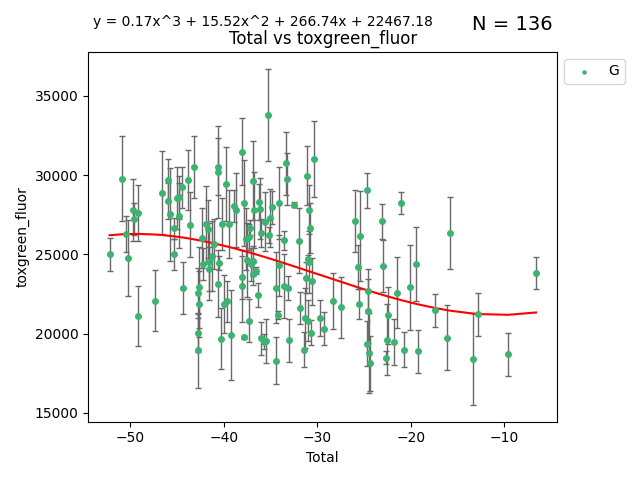 y = 0.17x^3 + 15.52x^2 + 266.74x + 22467.18
N = 136
Total vs toxgreen_fluor
G
toxgreen_fluor
35000
30000
25000
20000
15000
−50
−40
−30
−20
−10
Total